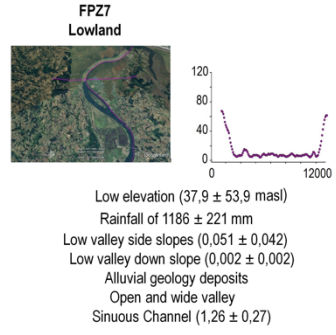 FPZ7
Lowland
120
80
40
0
0
12000
Low elevation (37,9 ± 53,9 masl)
Rainfall of 1186 ± 221 mm
Low valley side slopes (0,051 ± 0,042)
Low valley down slope (0,002 ± 0,002)
Alluvial geology deposits
Open and wide valley
Sinuous Channel (1,26 ± 0,27)